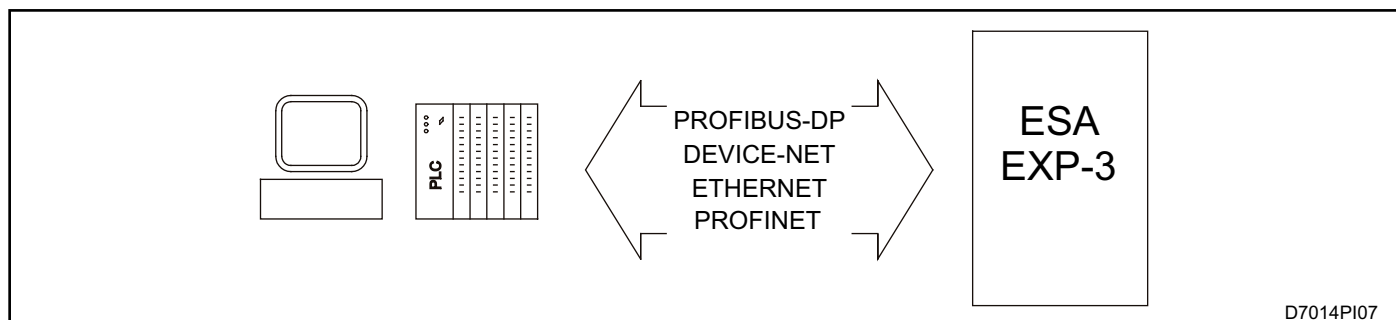 PLC
PROFIBUS-DP
DEVICE-NET
ETHERNET
PROFINET
ESA
EXP-3
D7014PI07